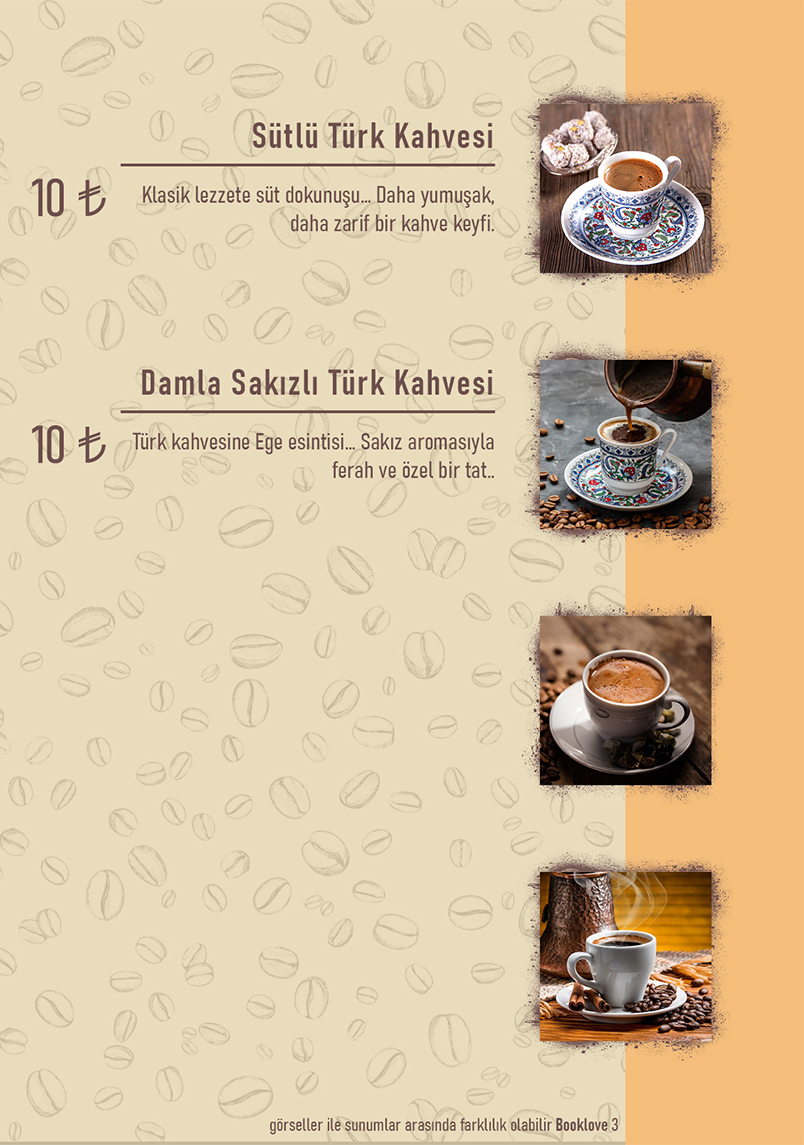 Sütlü Türk Kahvesi
10 ₺
Klasik lezzete süt dokunuşu... Daha yumuşak,
daha zarif bir kahve keyfi.
Damla Sakızlı Türk Kahvesi
10 ₺
Türk kahvesine Ege esintisi... Sakız aromasıyla
ferah ve özel bir tat..
görseller ile sunumlar arasında farklılık olabilir Booklove 3